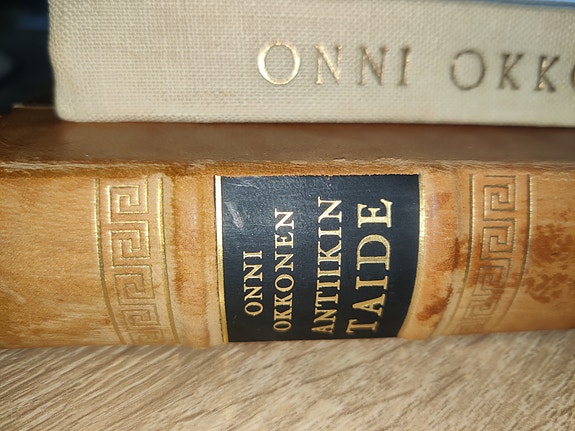 ONNI OKKO
ONNI
OKKONEN
ANTIIKIN
TAIDE